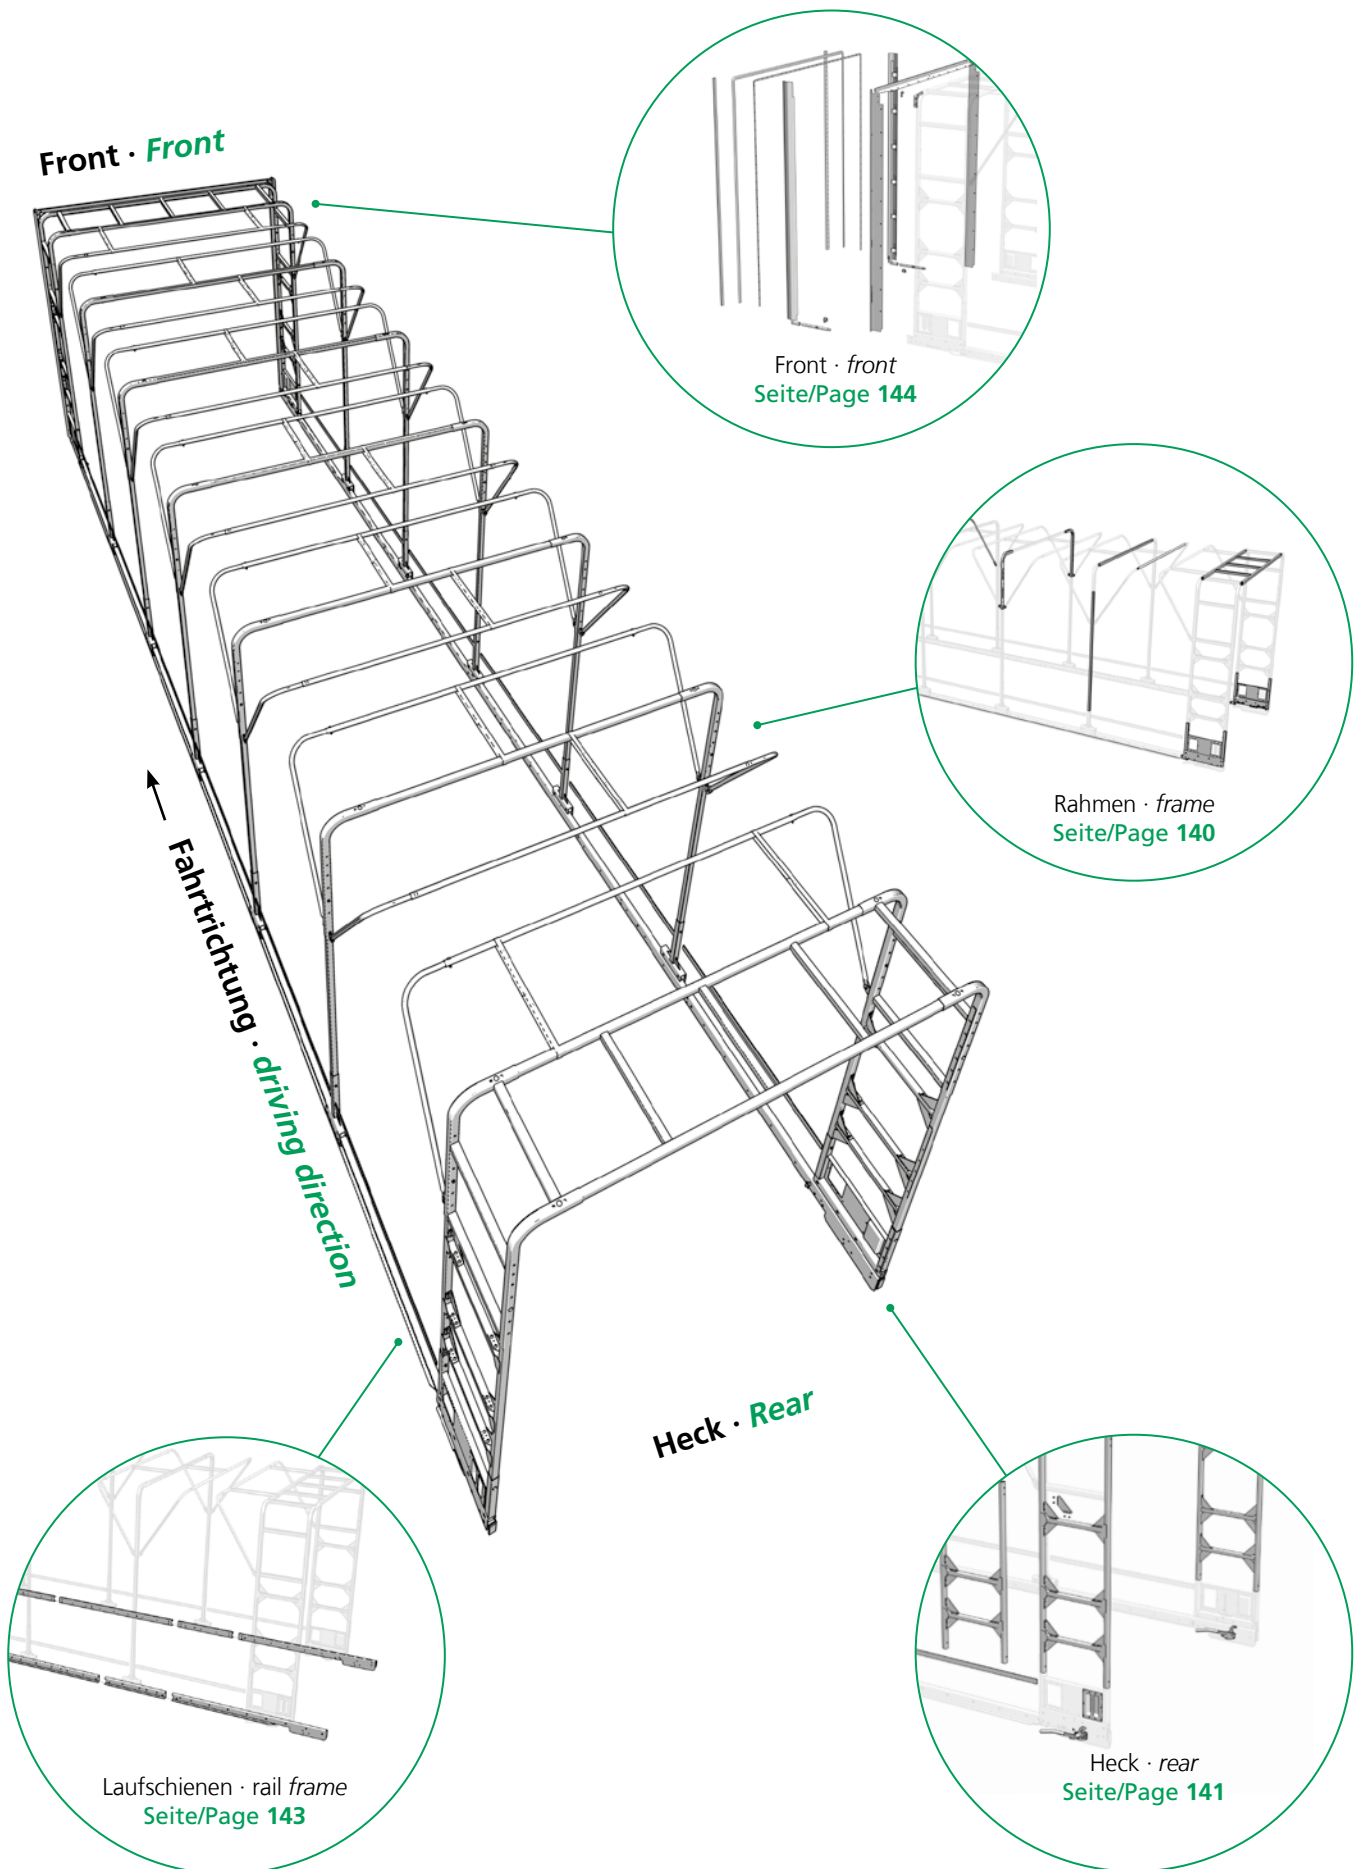 Front · Front
Front · front
Seite/Page 144
Rahmen · frame
Seite/Page 140
Fahrtrichtung · driving direction
Heck · Rear
Laufschienen · rail frame
Seite/Page 143
Heck · rear
Seite/Page 141